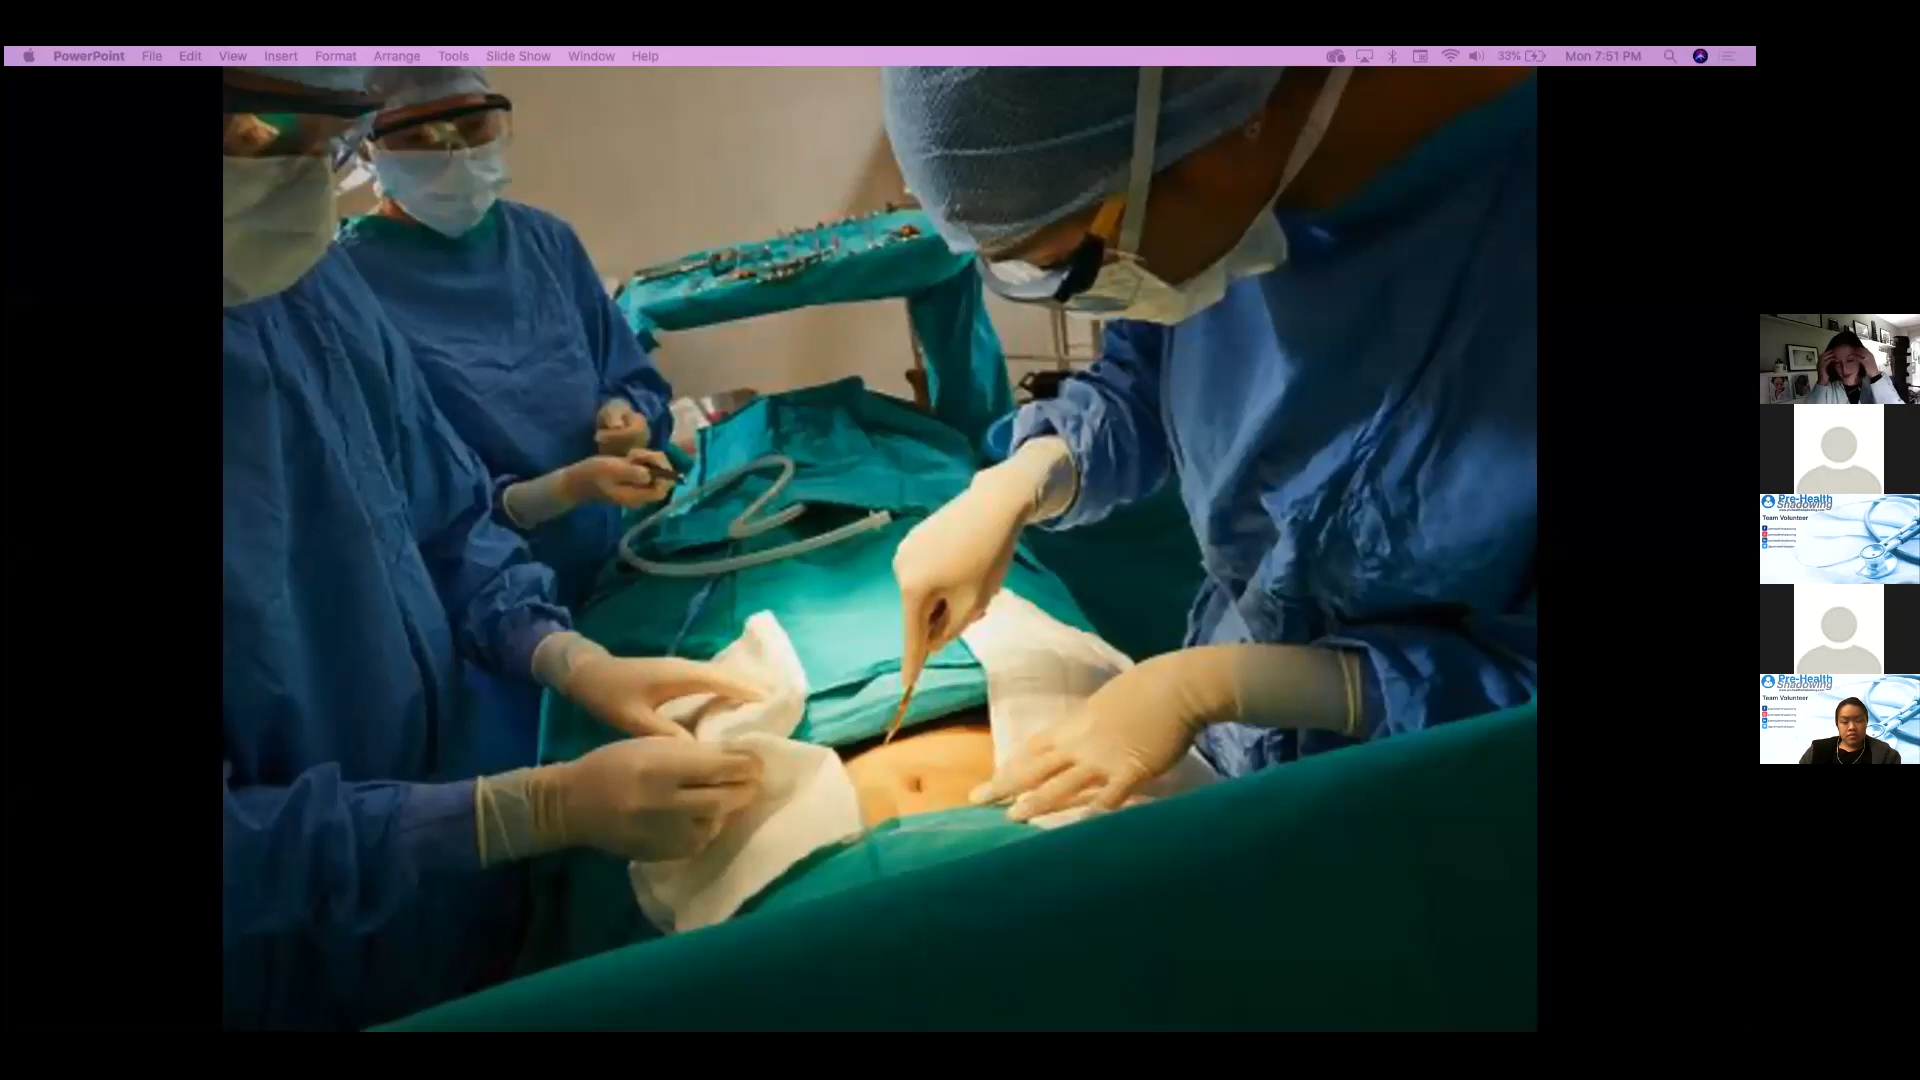 PowerPoint File Edit View Insert Format Arrange Tools Slide Show Window Help 33% Mon 7:51 PM
Pre-Health
Shadowing
Team Volunteer
Pre-Health
Shadowing
Team Volunteer